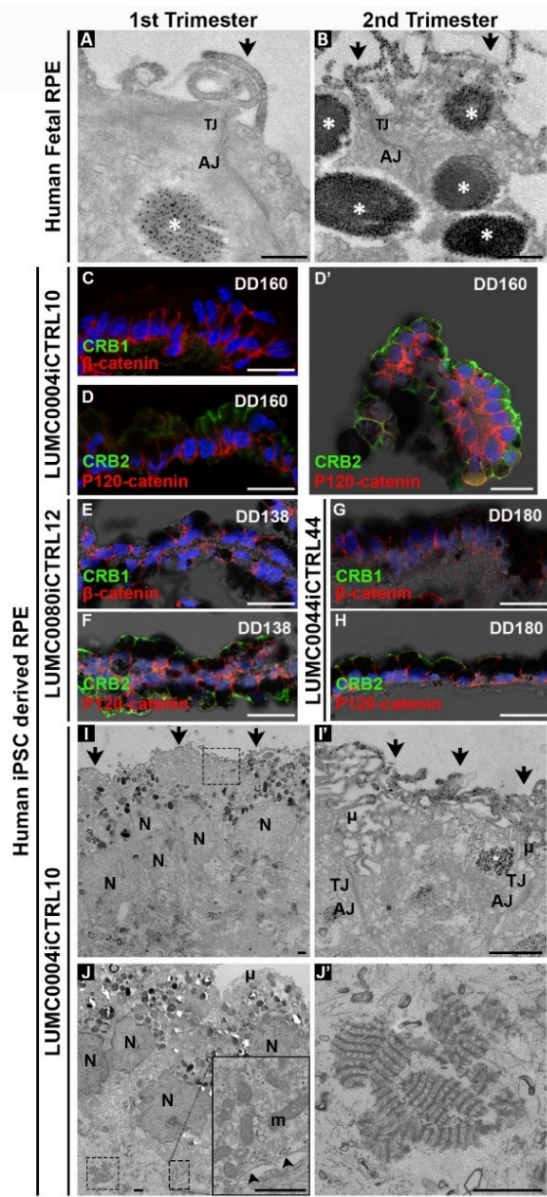 1st Trimester
2nd Trimester
Human Fetal RPE
A
TJ
AJ
*
B
TJ
AJ
*
*
*
*
*
Human iPSC derived RPE
LUMC0004iCTRL10
C
DD160
CRB1
β-catenin
D
DD160
CRB2
P120-catenin
D'
DD160
CRB2
P120-catenin
LUMC0080iCTRL12
E
DD138
CRB1
β-catenin
F
DD138
CRB2
P120-catenin
LUMC0044iCTRL44
G
DD180
CRB1
β-catenin
H
DD180
CRB2
P120-catenin
LUMC0004iCTRL10
I
N
N
N
N
N
I'
μ
μ
*
TJ
TJ
AJ
AJ
J
μ
N
N
N
N
m
J'